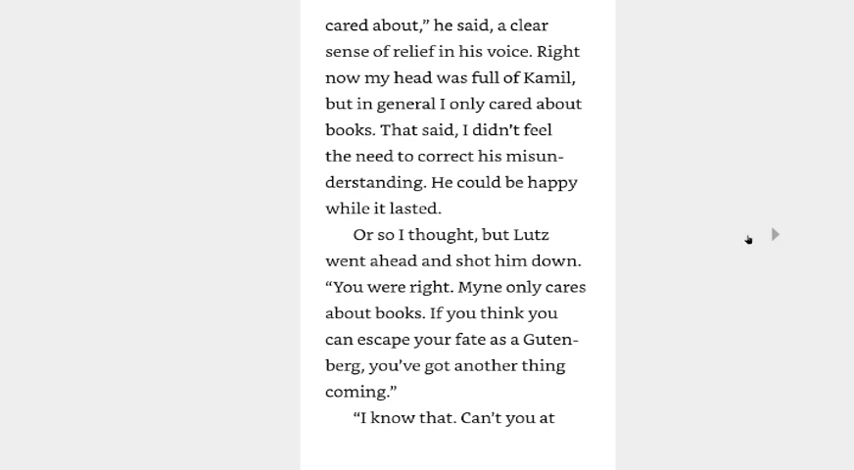 cared about,” he said, a clear
sense of relief in his voice. Right
now my head was full of Kamil,
but in general I only cared about
books. That said, I didn’t feel
the need to correct his misun-
derstanding. He could be happy
while it lasted.
Or so I thought, but Lutz
went ahead and shot him down.
“You were right. Myne only cares
about books. If you think you
can escape your fate as a Guten-
berg, you’ve got another thing
coming.”
“I know that. Can’t you at